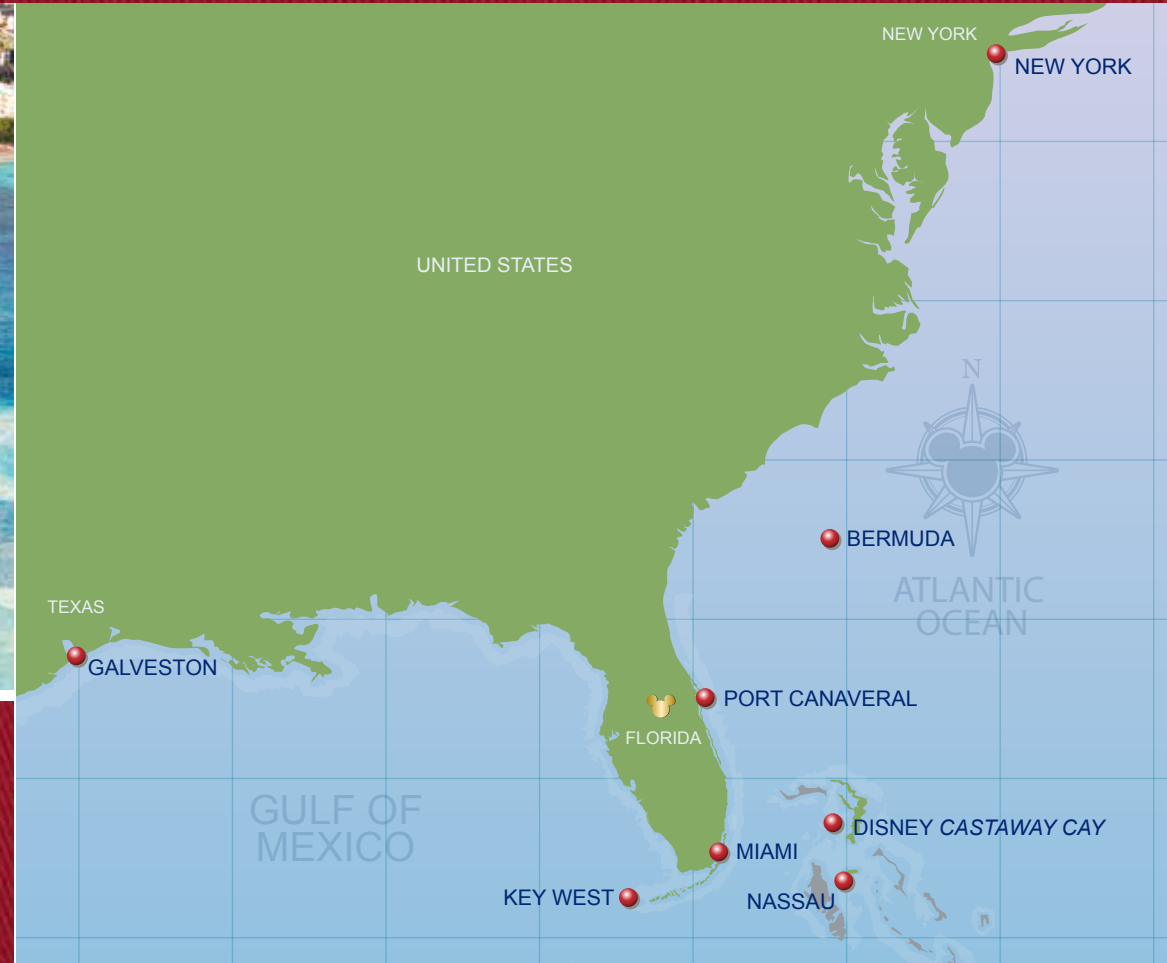 NEW YORK
NEW YORK
UNITED STATES
N
BERMUDA
ATLANTIC
OCEAN
TEXAS
GALVESTON
PORT CANAVERAL
FLORIDA
GULF OF
MEXICO
DISNEY CASTAWAY CAY
MIAMI
KEY WEST
NASSAU